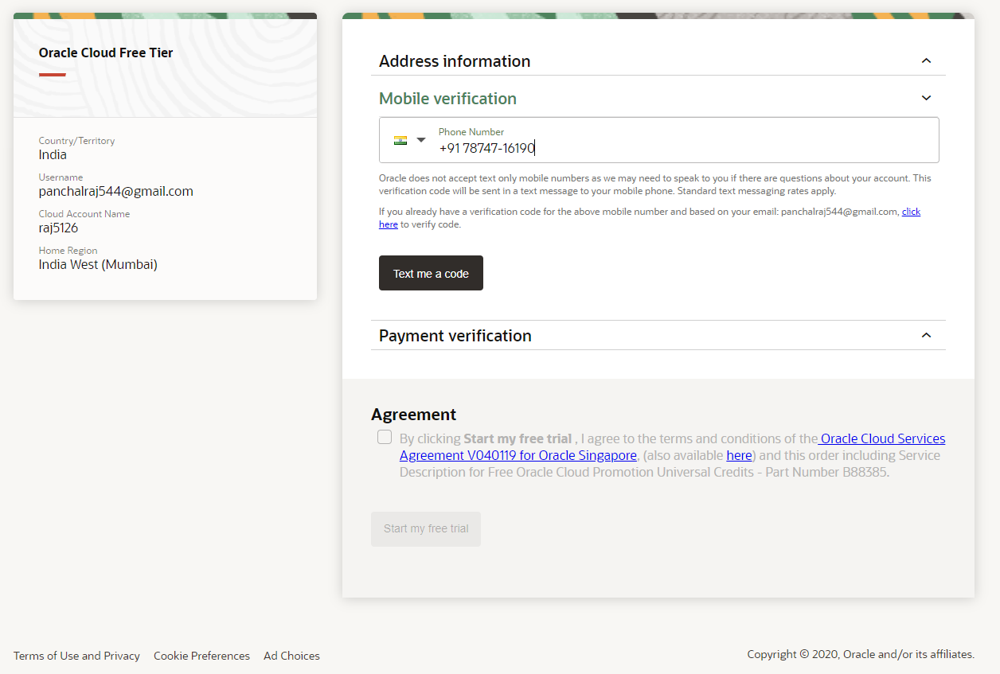 Oracle Cloud Free Tier
Country/Territory
India
Username
panchalraj544@gmail.com
Cloud Account Name
raj5126
Home Region
India West (Mumbai)
Address information
Mobile verification
Phone Number
+91 78747-16190
Oracle does not accept text only mobile numbers as we may need to speak to you if there are questions about your account. This
verification code will be sent in a text message to your mobile phone. Standard text messaging rates apply.
If you already have a verification code for the above mobile number and based on your email: panchalraj544@gmail.com, click
here to verify code.
Text me a code
Payment verification
Agreement
By clicking Start my free trial , I agree to the terms and conditions of the Oracle Cloud Services
Agreement V040119 for Oracle Singapore, (also available here) and this order including Service
Description for Free Oracle Cloud Promotion Universal Credits - Part Number B88385.
Start my free trial
Terms of Use and Privacy Cookie Preferences Ad Choices
Copyright © 2020, Oracle and/or its affiliates.